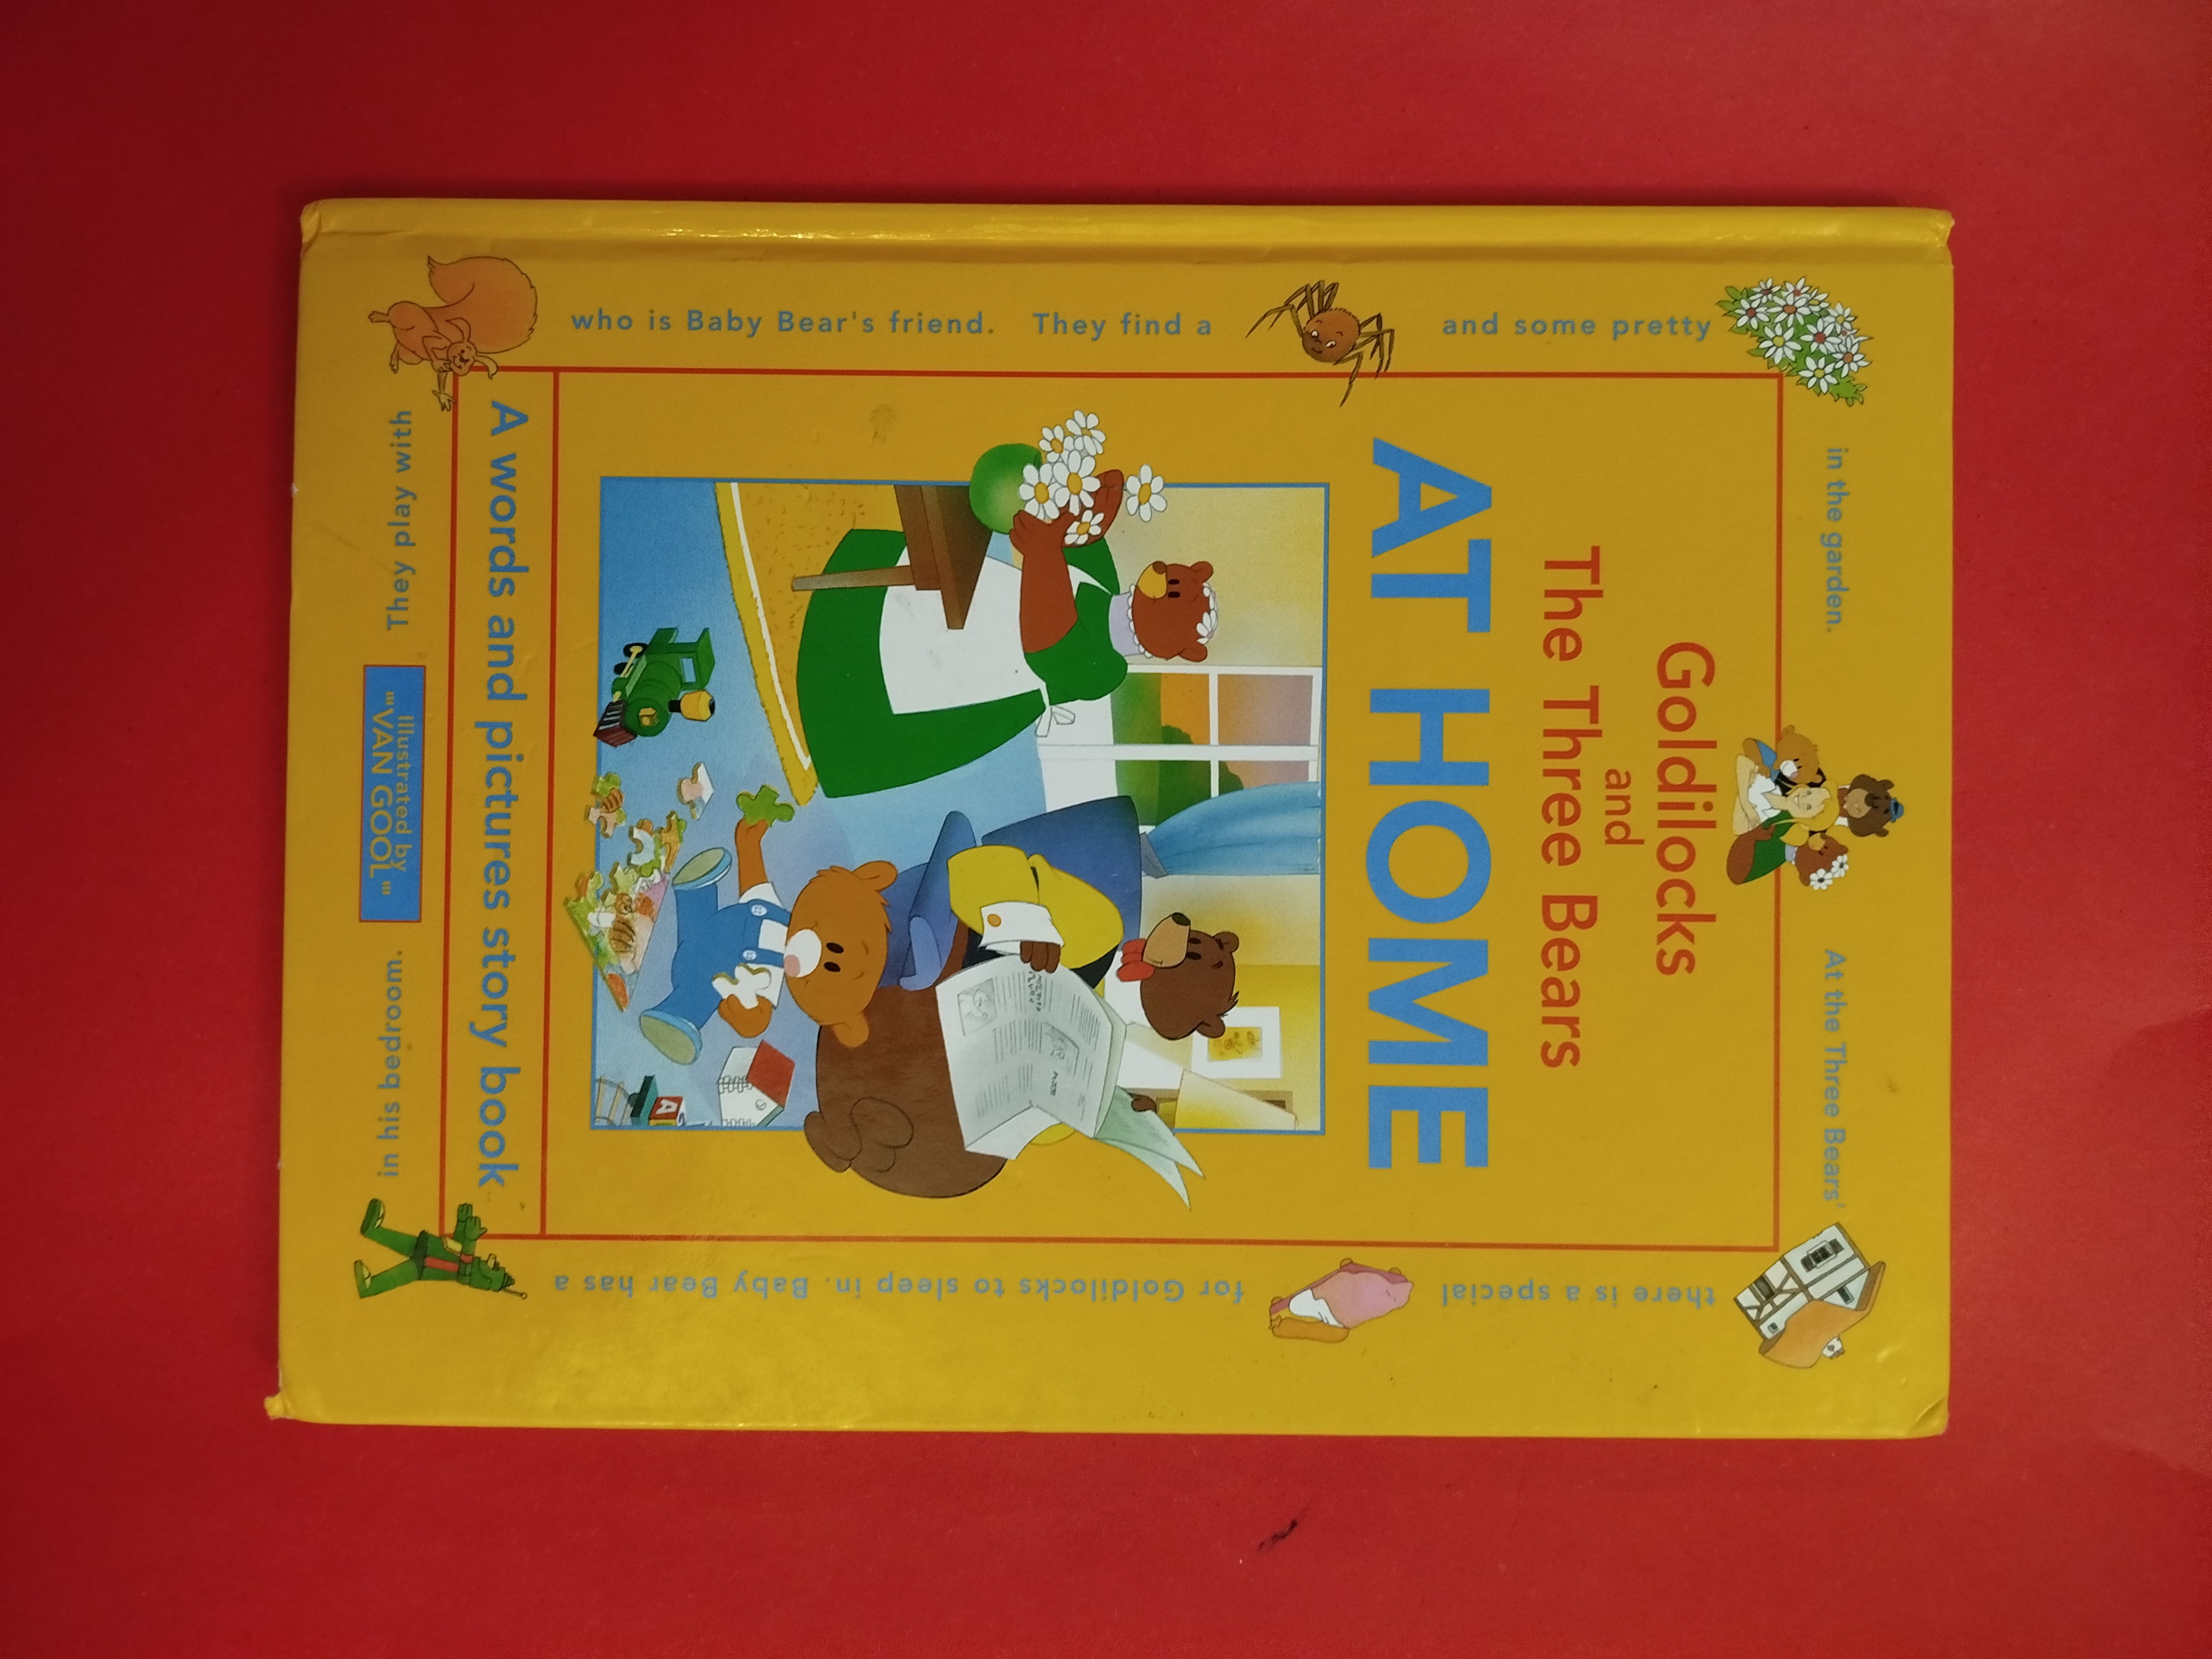 Goldilocks
and
The Three Bears
AT HOME
A words and pictures story book
Illustrated by
"VAN GOOL"
At the Three Bears'
there is a special
for Goldilocks to sleep in. Baby Bear has a
in his bedroom.
They play with
who is Baby Bear's friend. They find a
and some pretty
in the garden.
A